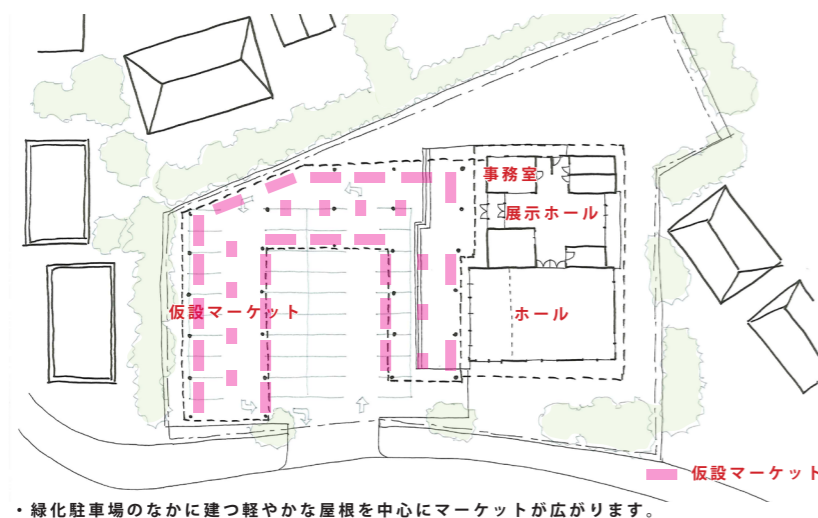 事務室
展示ホール
仮設マーケット
ホール
仮設マーケット
・緑化駐車場のなかに建つ軽やかな屋根を中心にマーケットが広がります。